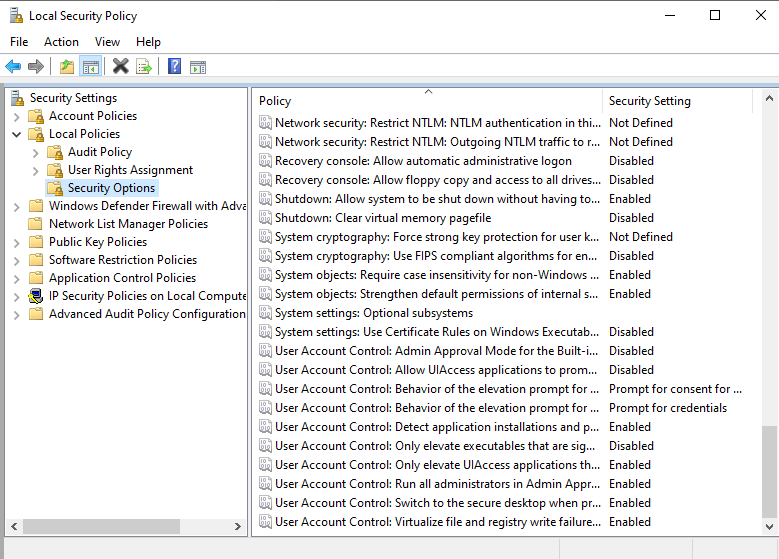 Local Security Policy
File Action View Help
Security Settings
Account Policies
Local Policies
Audit Policy
User Rights Assignment
Security Options
Windows Defender Firewall with Adva
Network List Manager Policies
Public Key Policies
Software Restriction Policies
Application Control Policies
IP Security Policies on Local Compute
Advanced Audit Policy Configuration
Policy Security Setting
Network security: Restrict NTLM: NTLM authentication in thi... Not Defined
Network security: Restrict NTLM: Outgoing NTLM traffic to r... Not Defined
Recovery console: Allow automatic administrative logon Disabled
Recovery console: Allow floppy copy and access to all drives... Disabled
Shutdown: Allow system to be shut down without having to... Enabled
Shutdown: Clear virtual memory pagefile Disabled
System cryptography: Force strong key protection for user k... Not Defined
System cryptography: Use FIPS compliant algorithms for en... Disabled
System objects: Require case insensitivity for non-Windows ... Enabled
System objects: Strengthen default permissions of internal s... Enabled
System settings: Optional subsystems
System settings: Use Certificate Rules on Windows Executab... Disabled
User Account Control: Admin Approval Mode for the Built-i... Disabled
User Account Control: Allow UIAccess applications to prom... Disabled
User Account Control: Behavior of the elevation prompt for ... Prompt for consent for ...
User Account Control: Behavior of the elevation prompt for ... Prompt for credentials
User Account Control: Detect application installations and p... Enabled
User Account Control: Only elevate executables that are sig... Disabled
User Account Control: Only elevate UIAccess applications th... Enabled
User Account Control: Run all administrators in Admin Appr... Enabled
User Account Control: Switch to the secure desktop when pr... Enabled
User Account Control: Virtualize file and registry write failure... Enabled